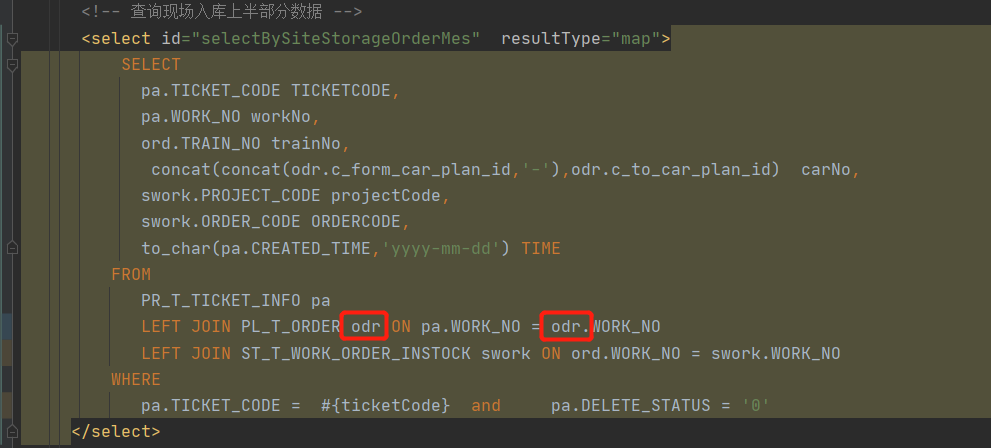 <!-- 查询现场入库上半部分数据 -->
<select id="selectBySiteStorageOrderMes" resultType="map">
SELECT
pa.TICKET_CODE TICKETCODE,
pa.WORK_NO workNo,
ord.TRAIN_NO trainNo,
concat(concat(odr.c_form_car_plan_id,'-'),odr.c_to_car_plan_id) carNo,
swork.PROJECT_CODE projectCode,
swork.ORDER_CODE ORDERCODE,
to_char(pa.CREATED_TIME,'yyyy-mm-dd') TIME
FROM
PR_T_TICKET_INFO pa
LEFT JOIN PL_T_ORDER odr ON pa.WORK_NO = odr.WORK_NO
LEFT JOIN ST_T_WORK_ORDER_INSTOCK swork ON ord.WORK_NO = swork.WORK_NO
WHERE
pa.TICKET_CODE = #{ticketCode} and pa.DELETE_STATUS = '0'
</select>